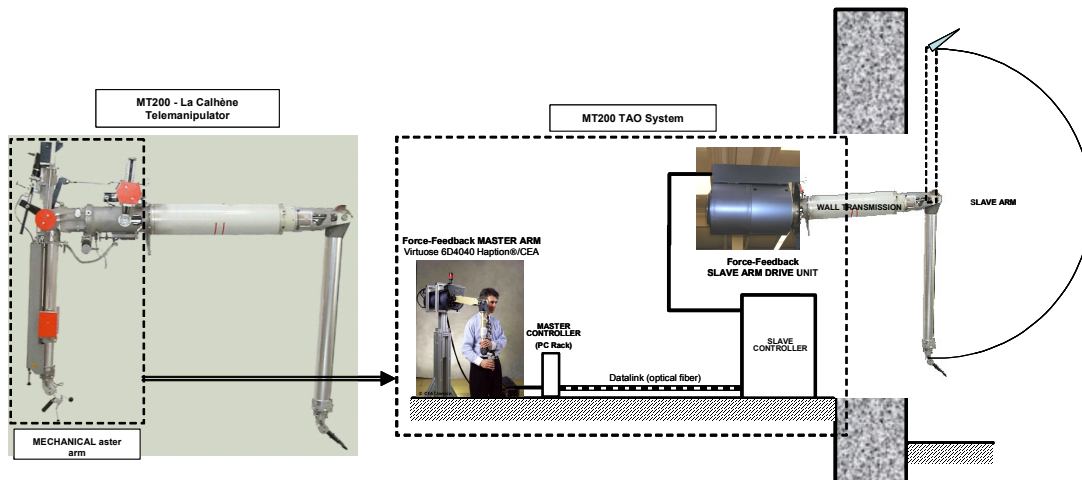 MT200 - La Calhène
Telemanipulator
MT200 TAO System
WALL TRANSMISSION
SLAVE ARM
Force-Feedback MASTER ARM
Virtuose 6D4040 Haption®/CEA
Force-Feedback
SLAVE ARM DRIVE UNIT
MASTER
CONTROLLER
(PC Rack)
SLAVE
CONTROLLER
Datalink (optical fiber)
MECHANICAL aster
arm